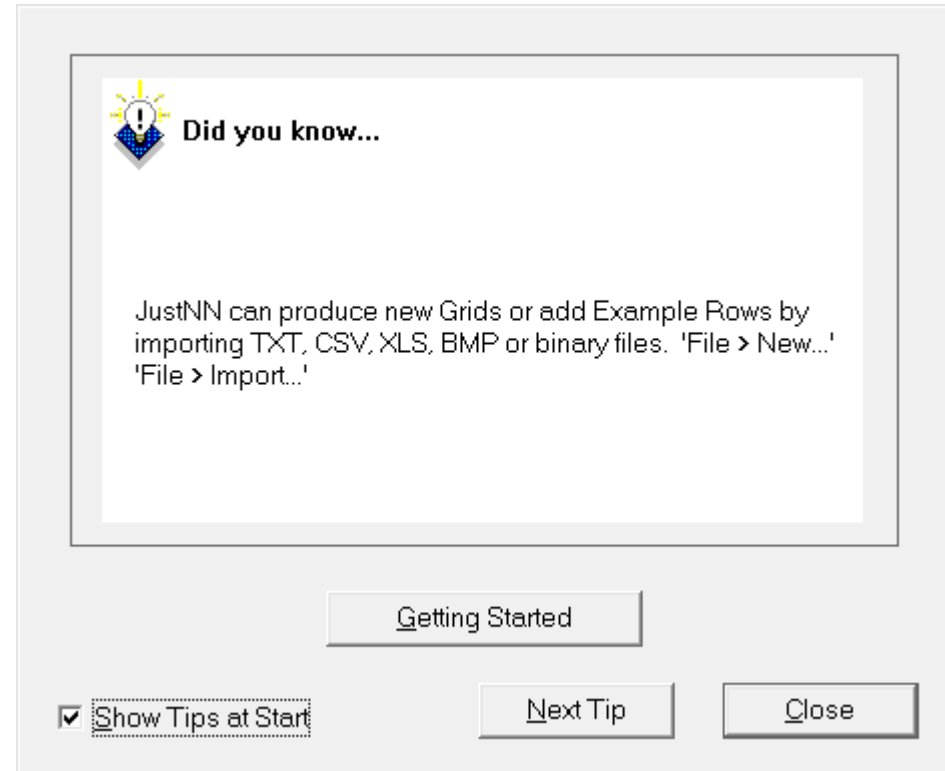 Did you know...
JustNN can produce new Grids or add Example Rows by
importing TXT, CSV, XLS, BMP or binary files.  'File > New...'
'File > Import...'
Getting Started
Show Tips at Start
Next Tip
Close